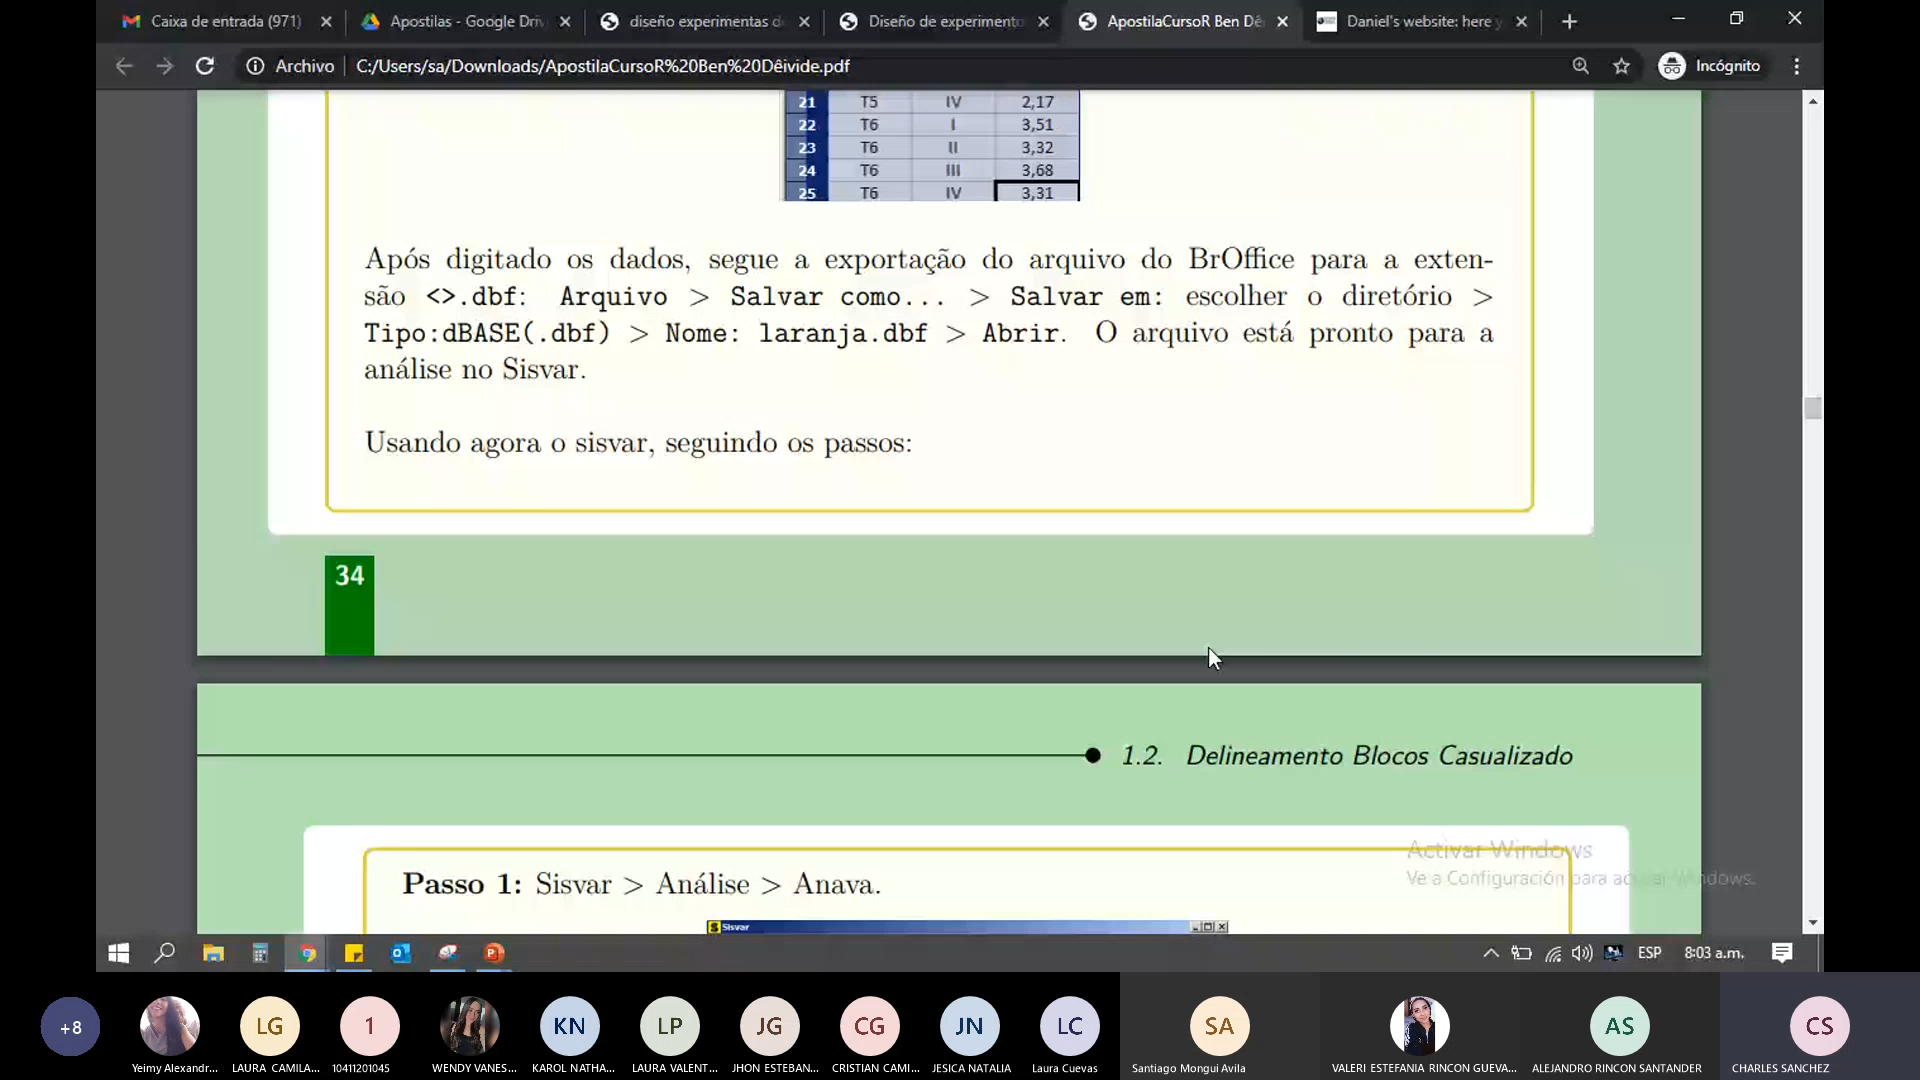 Caixa de entrada (971)
Apostilas - Google Driv
diseño experimentas d
Diseño de experimento
ApostilaCursoR Ben Dê
Daniel's website: here y
Archivo
C:/Users/sa/Downloads/ApostilaCursoR%20Ben%20Dêivide.pdf
Incógnito
21 T5 IV 2,17
22 T6 I 3,51
23 T6 II 3,32
24 T6 III 3,68
25 T6 IV 3,31
Após digitado os dados, segue a exportação do arquivo do BrOffice para a exten-
são <>.dbf: Arquivo > Salvar como... > Salvar em: escolher o diretório >
Tipo:dBASE(.dbf) > Nome: laranja.dbf > Abrir. O arquivo está pronto para a
análise no Sisvar.
Usando agora o sisvar, seguindo os passos:
34
1.2. Delineamento Blocos Casualizado
Activar Windows
Ve a Configuración para activar Windows.
Passo 1: Sisvar > Análise > Anava.
Sisvar
ESP
8:03 a.m.
+8
LG
1
KN
LP
JG
CG
JN
LC
SA
AS
CS
Yeimy Alexandr...
LAURA CAMILA...
10411201045
WENDY VANES...
KAROL NATHA...
LAURA VALENT...
JHON ESTEBAN...
CRISTIAN CAMI...
JESICA NATALIA
Laura Cuevas
Santiago Mongui Avila
VALERI ESTEFANIA RINCON GUEVA...
ALEJANDRO RINCON SANTANDER
CHARLES SANCHEZ